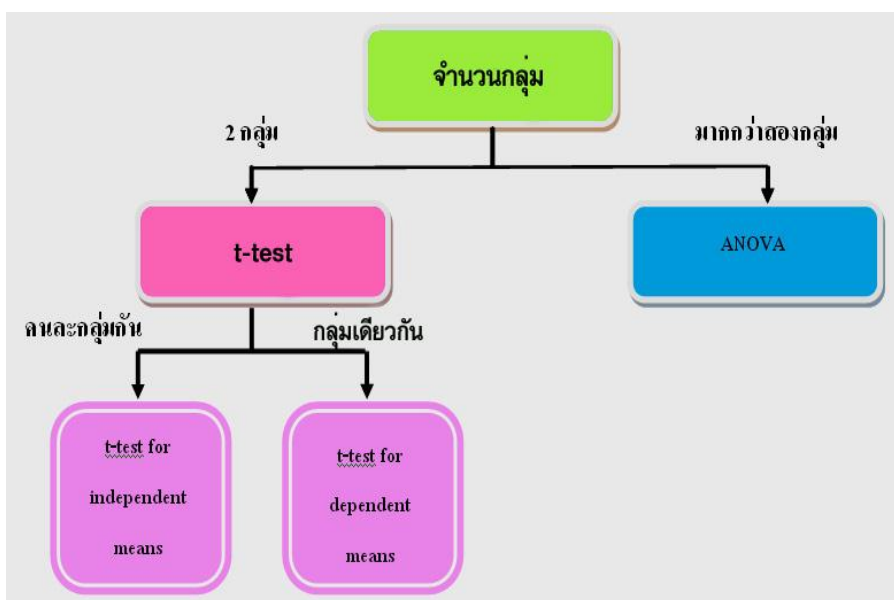 จำนวนกลุ่ม
2 กลุ่ม
มากกว่าสองกลุ่ม
t-test
ANOVA
คนละกลุ่มกัน
กลุ่มเดียวกัน
t-test for
independent
means
t-test for
dependent
means